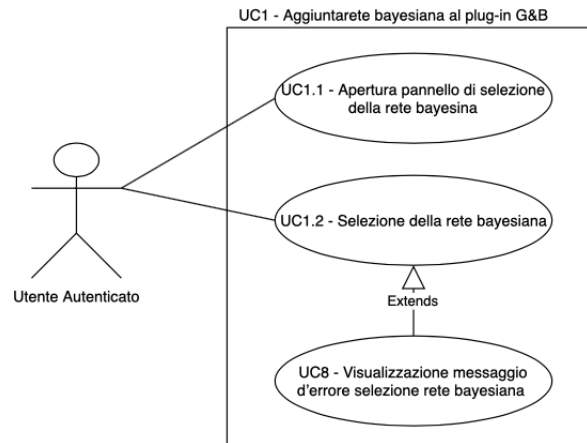 UC1 - Aggiuntarete bayesiana al plug-in G&B
UC1.1 - Apertura pannello di selezione
della rete bayesina
UC1.2 - Selezione della rete bayesiana
Utente Autenticato
Extends
UC8 - Visualizzazione messaggio
d'errore selezione rete bayesiana